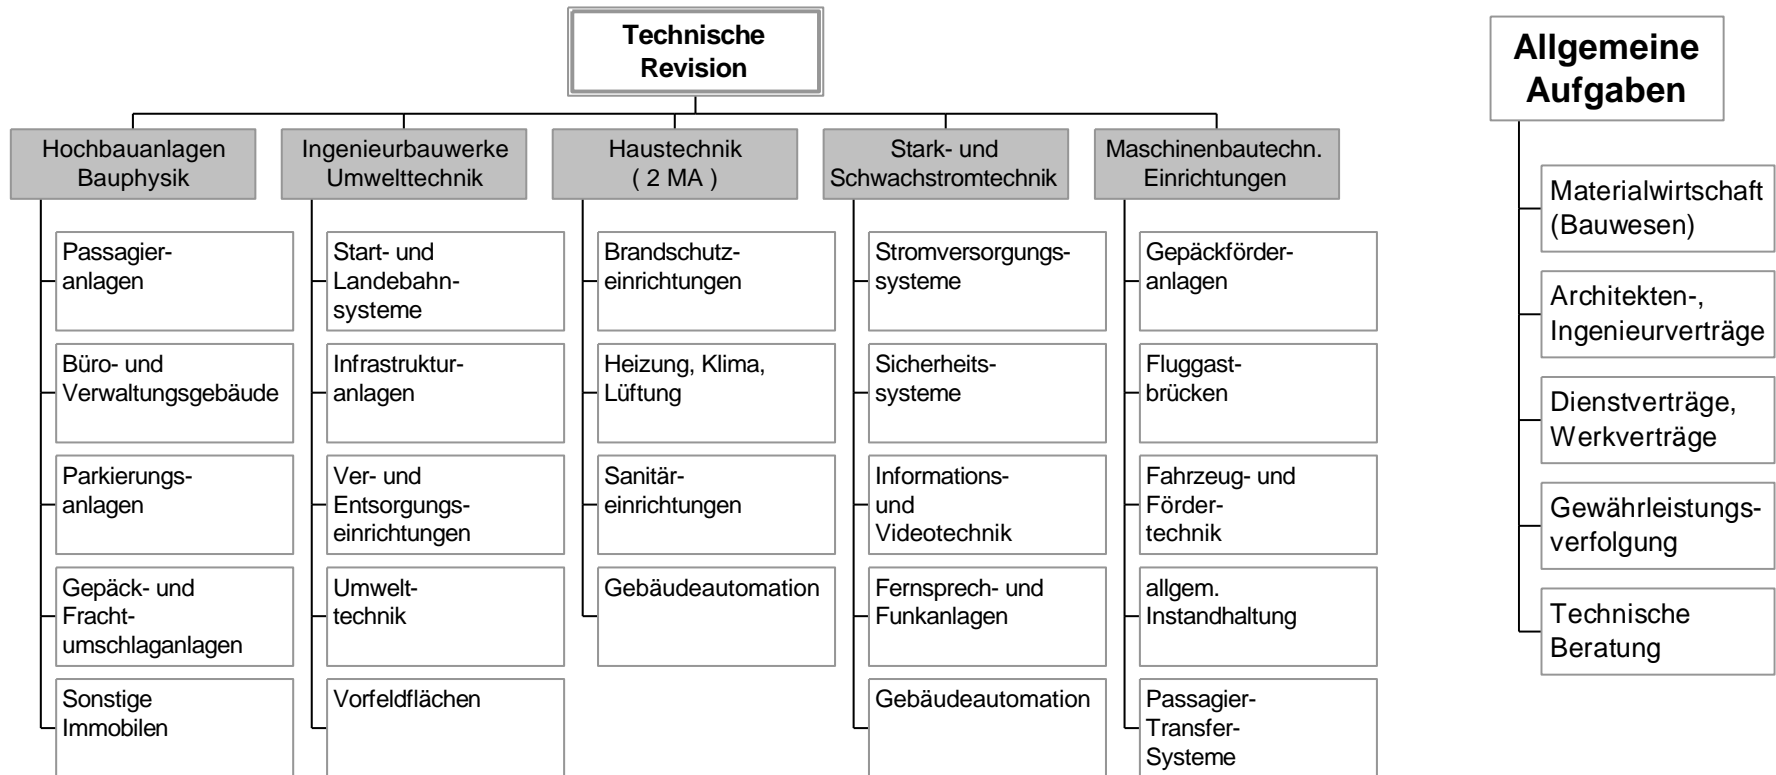 Technische
Revision
Hochbauanlagen
Bauphysik
Passagier-
anlagen
Büro- und
Verwaltungsgebäude
Parkierungs-
anlagen
Gepäck- und
Fracht-
umschlaganlagen
Sonstige
Immobilen
Ingenieurbauwerke
Umwelttechnik
Start- und
Landebahn-
systeme
Infrastruktur-
anlagen
Ver- und
Entsorgungs-
einrichtungen
Umwelt-
technik
Vorfeldflächen
Haustechnik
( 2 MA )
Brandschutz-
einrichtungen
Heizung, Klima,
Lüftung
Sanitär-
einrichtungen
Gebäudeautomation
Stark- und
Schwachstromtechnik
Stromversorgungs-
systeme
Sicherheits-
systeme
Informations-
und
Videotechnik
Fernsprech- und
Funkanlagen
Gebäudeautomation
Maschinenbautechn.
Einrichtungen
Gepäckförder-
anlagen
Fluggast-
brücken
Fahrzeug- und
Förder-
technik
allgem.
Instandhaltung
Passagier-
Transfer-
Systeme
Allgemeine
Aufgaben
Materialwirtschaft
(Bauwesen)
Architekten-,
Ingenieurverträge
Dienstverträge,
Werkverträge
Gewährleistungs-
verfolgung
Technische
Beratung